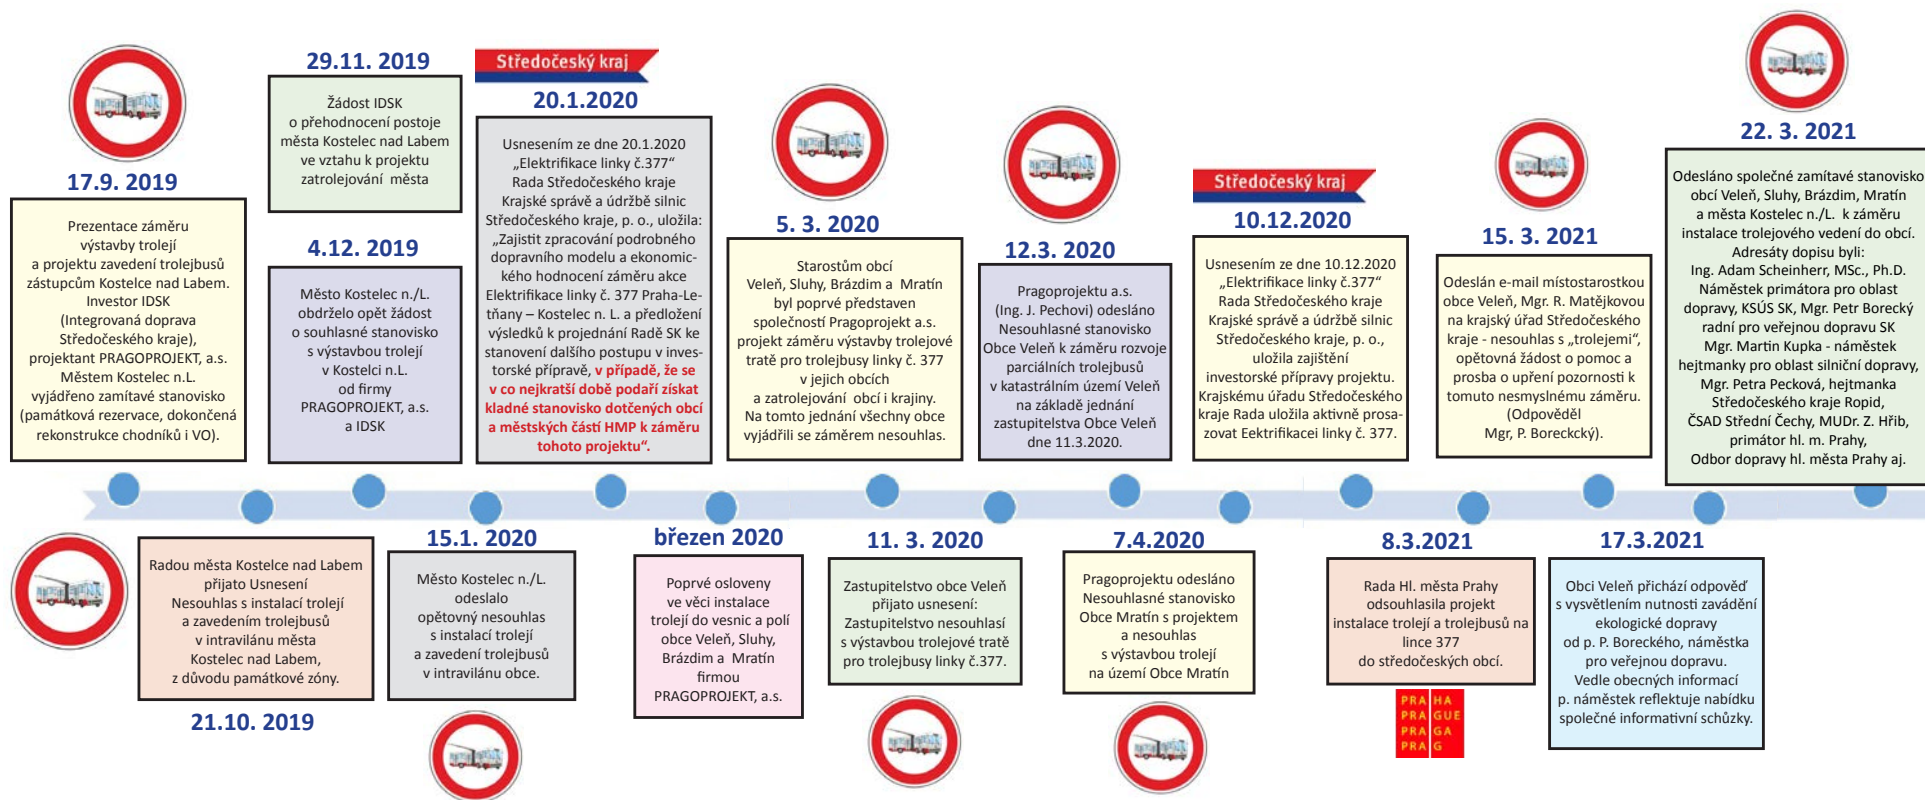 17.9. 2019
Prezentace záměru
výstavby trolejí
a projektu zavedení trolejbusů
zástupcům Kostelce nad Labem.
Investor IDSK
(Integrovaná doprava
Středočeského kraje),
projektant PRAGOPROJEKT, a.s.
Městem Kostelec n.L.
vyjádřeno zamítavé stanovisko
(památková rezervace, dokončená
rekonstrukce chodníků i VO).
29.11. 2019
Žádost IDSK
o přehodnocení postoje
města Kostelec nad Labem
ve vztahu k projektu
zatrolejování města
4.12. 2019
Město Kostelec n./L.
obdrželo opět žádost
o souhlasné stanovisko
s výstavbou trolejí
v Kostelci n.L.
od firmy
PRAGOPROJEKT, a.s.
a IDSK
Středočeský kraj
20.1.2020
Usnesením ze dne 20.1.2020
„Elektrifikace linky č.377“
Rada Středočeského kraje
Krajské správě a údržbě silnic
Středočeského kraje, p. o., uložila:
„Zajistit zpracování podrobného
dopravního modelu a ekonomic-
kého hodnocení záměru akce
Elektrifikace linky č. 377 Praha-Le-
tňany – Kostelec n. L. a předložení
výsledků k projednání Radě SK ke
stanovení dalšího postupu v inves-
torské přípravě, v případě, že se
v co nejkratší době podaří získat
kladné stanovisko dotčených obcí
a městských částí HMP k záměru
tohoto projektu“.
5. 3. 2020
Starostům obcí
Veleň, Sluhy, Brázdim a  Mratín
byl poprvé představen
společností Pragoprojekt a.s.
projekt záměru výstavby trolejové
tratě pro trolejbusy linky č. 377
v jejich obcích
a zatrolejování  obcí i krajiny.
Na tomto jednání všechny obce
vyjádřili se záměrem nesouhlas.
12.3. 2020
Pragoprojektu a.s.
(Ing. J. Pechovi) odesláno
Nesouhlasné stanovisko
Obce Veleň k záměru rozvoje
parciálních trolejbusů
v katastrálním území Veleň
na základě jednání
zastupitelstva Obce Veleň
dne 11.3.2020.
Středočeský kraj
10.12.2020
Usnesením ze dne 10.12.2020
„Elektrifikace linky č.377“
Rada Středočeského kraje
Krajské správě a údržbě silnic
Středočeského kraje, p. o.,
uložila zajištění
investorské přípravy projektu.
Krajskému úřadu Středočeského
kraje Rada uložila aktivně prosa-
zovat Eektrifikacei linky č. 377.
15. 3. 2021
Odeslán e-mail místostarostkou
obce Veleň, Mgr. R. Matějkovou
na krajský úřad Středočeského
kraje - nesouhlas s „trolejemi“,
opětovná žádost o pomoc a
prosba o upření pozornosti k
tomuto nesmyslnému záměru.
(Odpověděl
Mgr, P. Boreckcký).
22. 3. 2021
Odesláno společné zamítavé stanovisko
obcí Veleň, Sluhy, Brázdim, Mratín
a města Kostelec n./L.  k záměru
instalace trolejového vedení do obcí.
Adresáty dopisu byli:
Ing. Adam Scheinherr, MSc., Ph.D.
Náměstek primátora pro oblast
dopravy, KSÚS SK, Mgr. Petr Borecký
radní pro veřejnou dopravu SK
Mgr. Martin Kupka - náměstek
hejtmanky pro oblast silniční dopravy,
Mgr. Petra Pecková, hejtmanka
Středočeského kraje Ropid,
ČSAD Střední Čechy, MUDr. Z. Hřib,
primátor hl. m. Prahy,
Odbor dopravy hl. města Prahy aj.
Radou města Kostelce nad Labem
přijato Usnesení
Nesouhlas s instalací trolejí
a zavedením trolejbusů
v intravilánu města
Kostelec nad Labem,
z důvodu památkové zóny.
21.10. 2019
15.1. 2020
Město Kostelec n./L.
odeslalo
opětovný nesouhlas
s instalací trolejí
a zavedení trolejbusů
v intravilánu obce.
březen 2020
Poprvé osloveny
ve věci instalace
trolejí do vesnic a polí
obce Veleň, Sluhy,
Brázdim a  Mratín
firmou
PRAGOPROJEKT, a.s.
11. 3. 2020
Zastupitelstvo obce Veleň
přijato usnesení:
Zastupitelstvo nesouhlasí
s výstavbou trolejové tratě
pro trolejbusy linky č.377.
7.4.2020
Pragoprojektu odesláno
Nesouhlasné stanovisko
Obce Mratín s projektem
a nesouhlas
s výstavbou trolejí
na území Obce Mratín
8.3.2021
Rada Hl. města Prahy
odsouhlasila projekt
instalace trolejí a trolejbusů na
lince 377
do středočeských obcí.
PRA HA
PRA GUE
PRA GA
PRA G
17.3.2021
Obci Veleň přichází odpověď
s vysvětlením nutnosti zavádění
ekologické dopravy
od p. P. Boreckého, náměstka
pro veřejnou dopravu.
Vedle obecných informací
p. náměstek reflektuje nabídku
společné informativní schůzky.